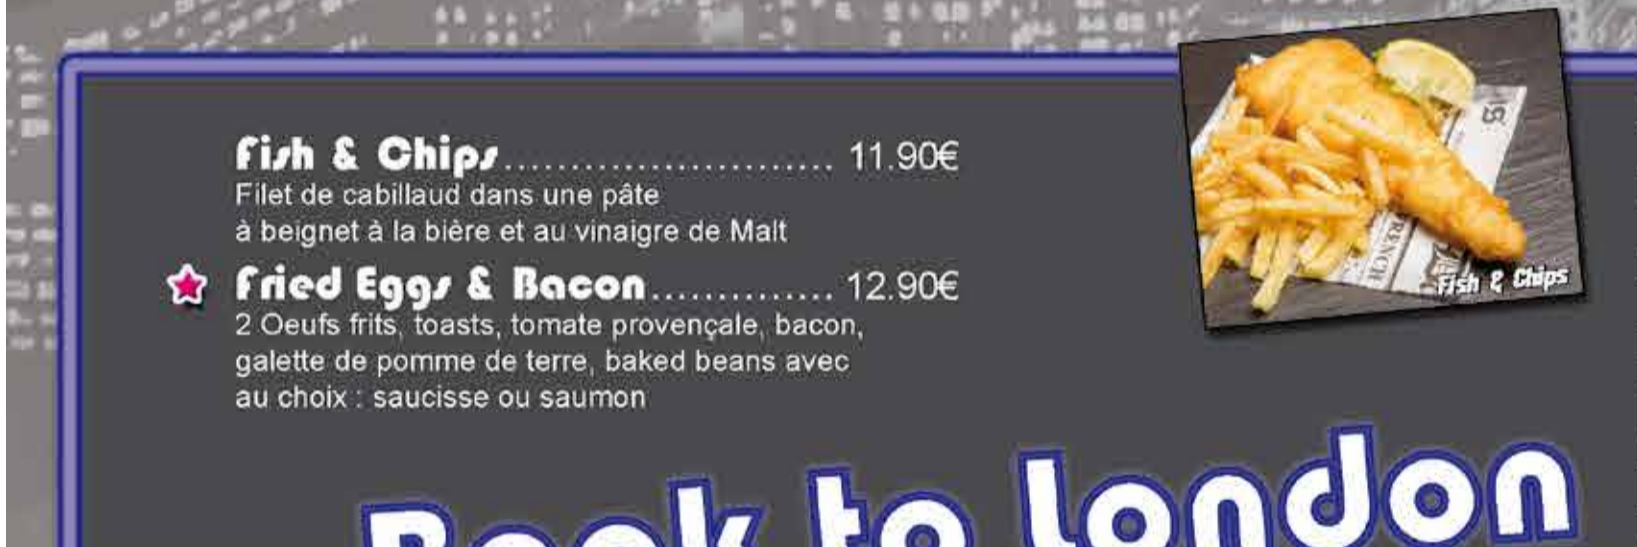 Fish & Chips.......................... 11.90€
Filet de cabillaud dans une pâte
à beignet à la bière et au vinaigre de Malt
Fried Eggs & Bacon.............. 12.90€
2 Oeufs frits, toasts, tomate provençale, bacon,
galette de pomme de terre, baked beans avec
au choix : saucisse ou saumon
FRENCH
Fish & Chips
to London